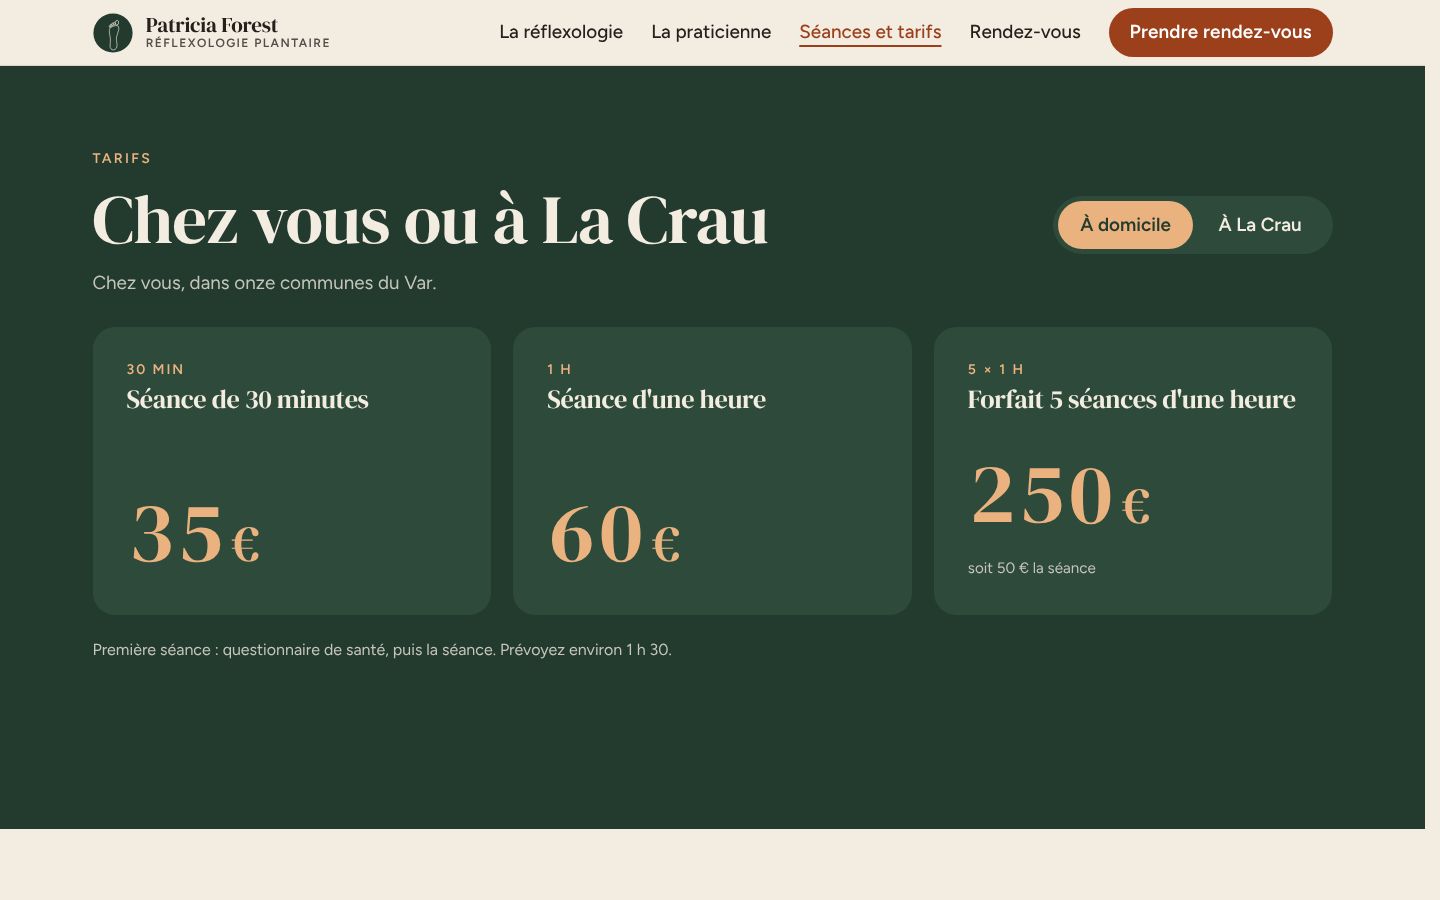 Patricia Forest
RÉFLEXOLOGIE PLANTAIRE
La réflexologie
La praticienne
Séances et tarifs
Rendez-vous
Prendre rendez-vous
TARIFS
Chez vous ou à La Crau
À domicile
À La Crau
Chez vous, dans onze communes du Var.
30 MIN
Séance de 30 minutes
35 €
1 H
Séance d'une heure
60 €
5 × 1 H
Forfait 5 séances d'une heure
250 €
soit 50 € la séance
Première séance : questionnaire de santé, puis la séance. Prévoyez environ 1 h 30.